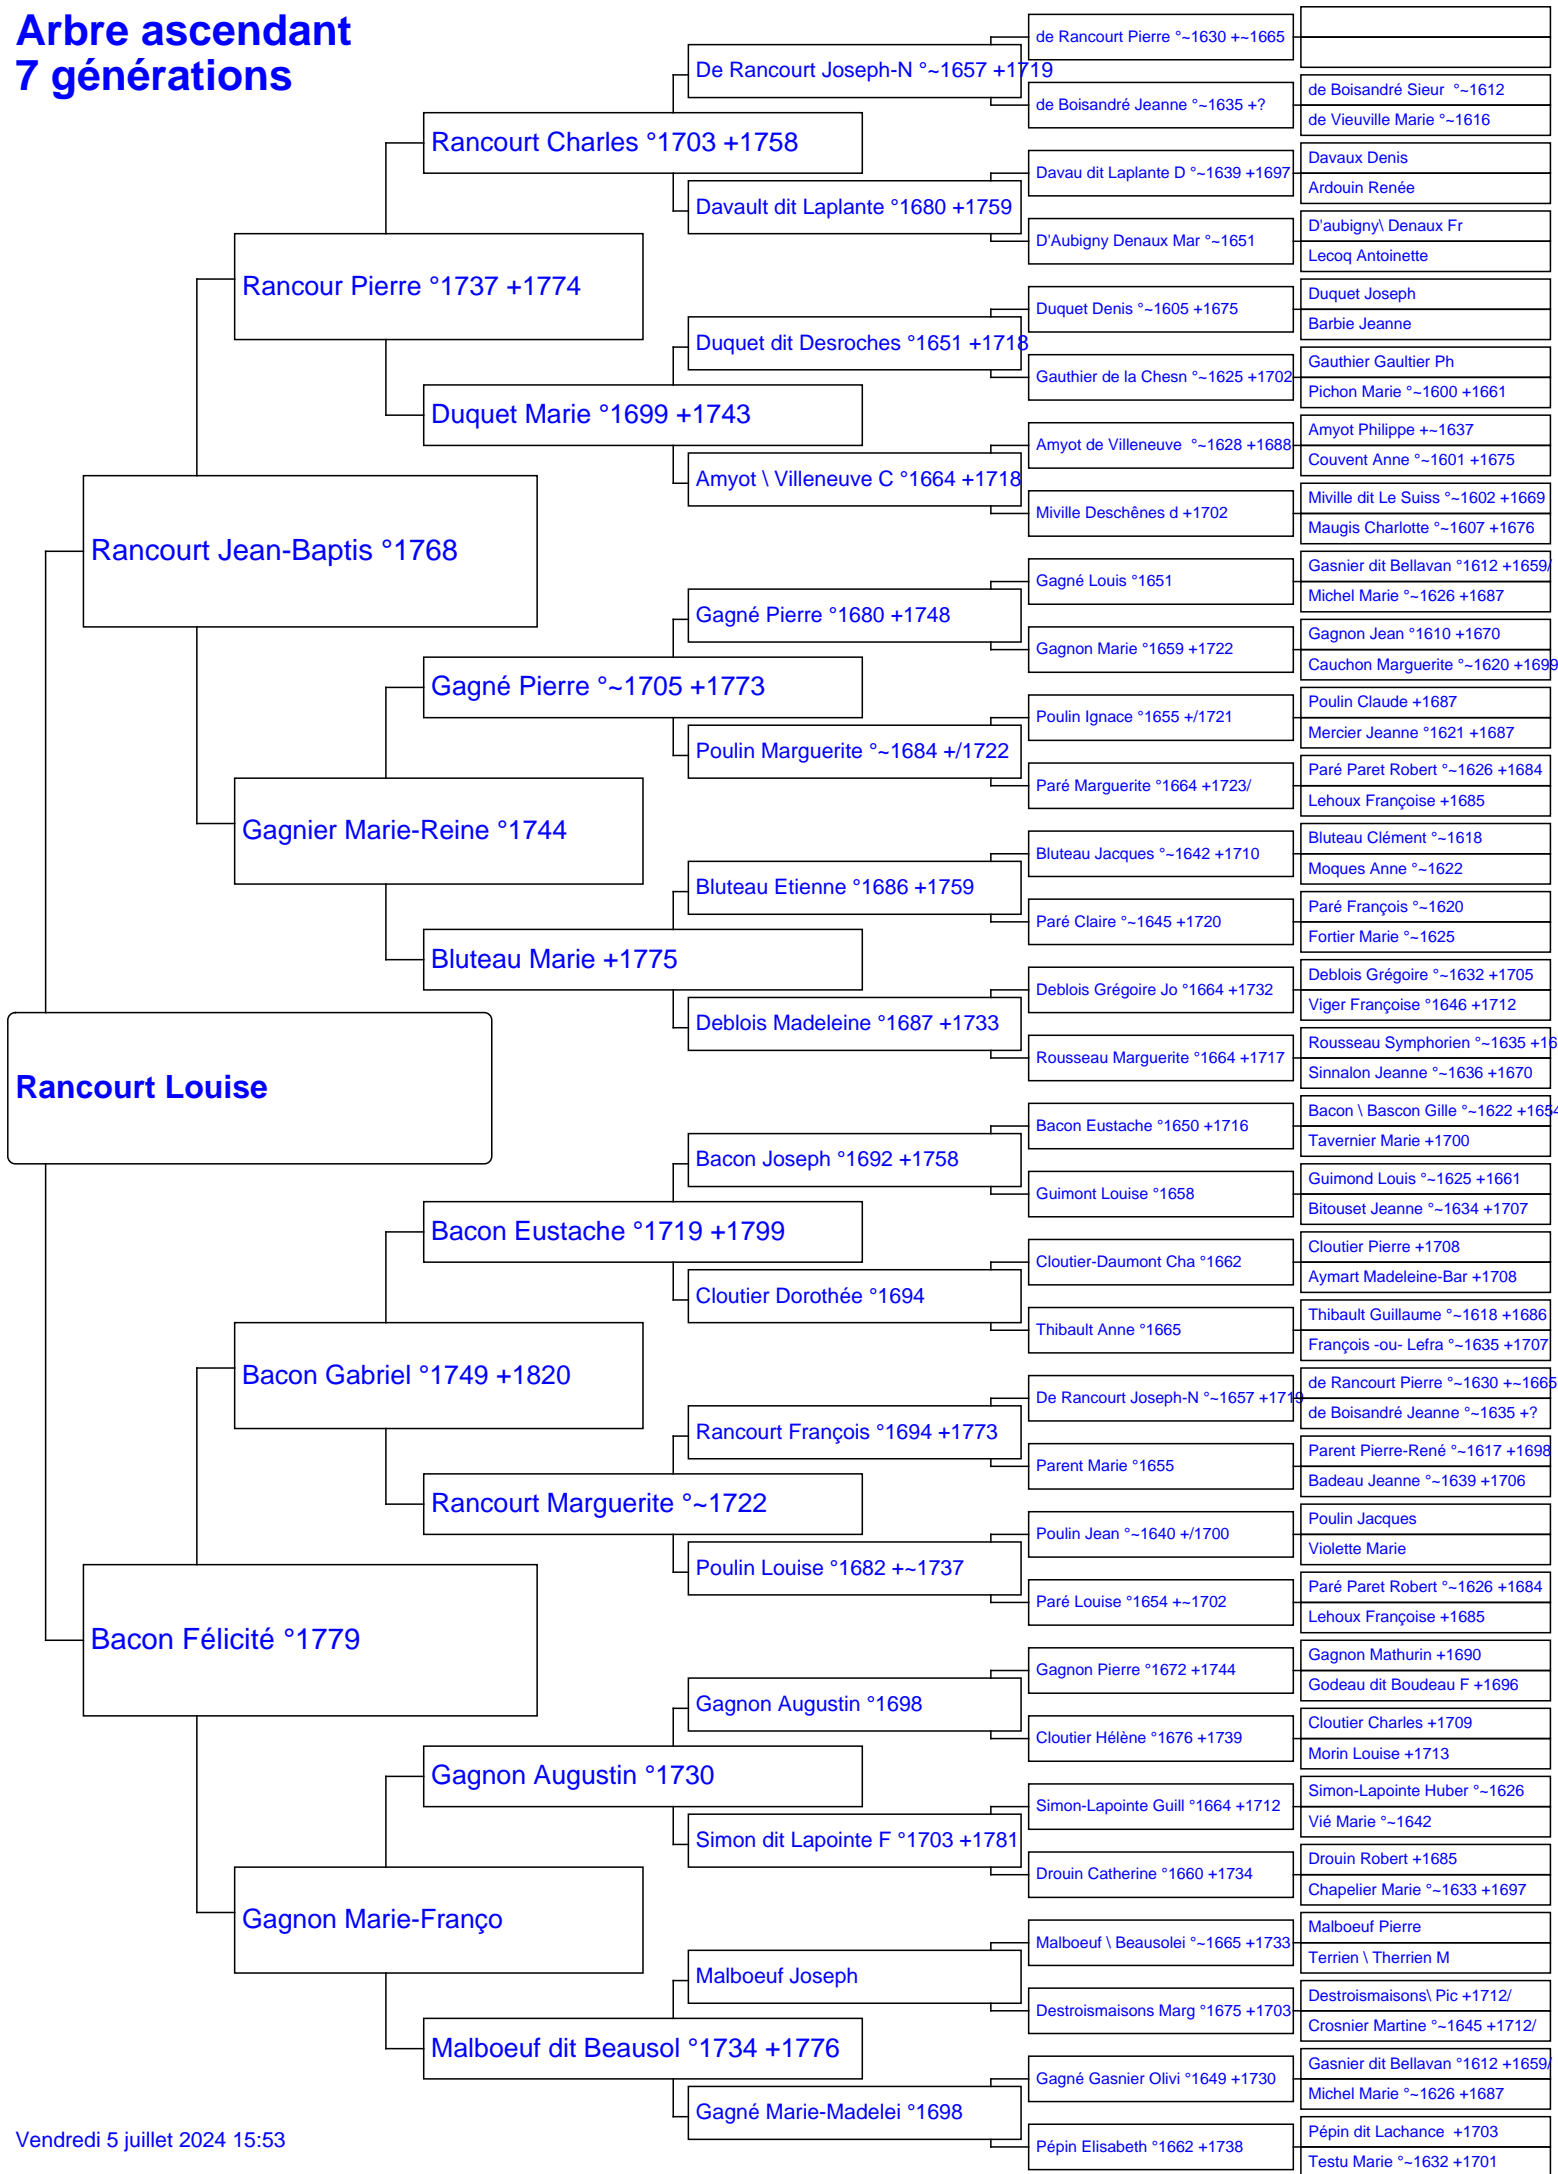 Arbre ascendant
7 générations
Rancourt Louise
Rancourt Jean-Baptis °1768
Bacon Félicité °1779
Rancour Pierre °1737 +1774
Gagnier Marie-Reine °1744
Bacon Gabriel °1749 +1820
Gagnon Marie-Franço
Rancourt Charles °1703 +1758
Duquet Marie °1699 +1743
Gagné Pierre °~1705 +1773
Bluteau Marie +1775
Bacon Eustache °1719 +1799
Rancourt Marguerite °~1722
Gagnon Augustin °1730
Malboeuf dit Beausol °1734 +1776
De Rancourt Joseph-N °~1657 +1719
Davault dit Laplante °1680 +1759
Duquet dit Desroches °1651 +1718
Amyot \ Villeneuve C °1664 +1718
Gagné Pierre °1680 +1748
Poulin Marguerite °~1684 +/1722
Bluteau Etienne °1686 +1759
Deblois Madeleine °1687 +1733
Bacon Joseph °1692 +1758
Cloutier Dorothée °1694
Rancourt François °1694 +1773
Poulin Louise °1682 +~1737
Gagnon Augustin °1698
Simon dit Lapointe F °1703 +1781
Malboeuf Joseph
Gagné Marie-Madelei °1698
de Rancourt Pierre °~1630 +~1665
de Boisandré Jeanne °~1635 +?
Davau dit Laplante D °~1639 +1697
D'Aubigny Denaux Mar °~1651
Duquet Denis °~1605 +1675
Gauthier de la Chesn °~1625 +1702
Amyot de Villeneuve °~1628 +1688
Miville Deschênes d +1702
Gagné Louis °1651
Gagnon Marie °1659 +1722
Poulin Ignace °1655 +/1721
Paré Marguerite °1664 +1723/
Bluteau Jacques °~1642 +1710
Paré Claire °~1645 +1720
Deblois Grégoire Jo °1664 +1732
Rousseau Marguerite °1664 +1717
Bacon Eustache °1650 +1716
Guimont Louise °1658
Cloutier-Daumont Cha °1662
Thibault Anne °1665
De Rancourt Joseph-N °~1657 +1719
Parent Marie °1655
Poulin Jean °~1640 +/1700
Paré Louise °1654 +~1702
Gagnon Pierre °1672 +1744
Cloutier Hélène °1676 +1739
Simon-Lapointe Guill °1664 +1712
Drouin Catherine °1660 +1734
Malboeuf \ Beausolei °~1665 +1733
Destroismaisons Marg °1675 +1703
Gagné Gasnier Olivi °1649 +1730
Pépin Elisabeth °1662 +1738
de Boisandré Sieur °~1612
de Vieuville Marie °~1616
Davaux Denis
Ardouin Renée
D'aubigny\ Denaux Fr
Lecoq Antoinette
Duquet Joseph
Barbie Jeanne
Gauthier Gaultier Ph
Pichon Marie °~1600 +1661
Amyot Philippe +~1637
Couvent Anne °~1601 +1675
Miville dit Le Suiss °~1602 +1669
Maugis Charlotte °~1607 +1676
Gasnier dit Bellavan °1612 +1659/
Michel Marie °~1626 +1687
Gagnon Jean °1610 +1670
Cauchon Marguerite °~1620 +1699
Poulin Claude +1687
Mercier Jeanne °1621 +1687
Paré Paret Robert °~1626 +1684
Lehoux Françoise +1685
Bluteau Clément °~1618
Moques Anne °~1622
Paré François °~1620
Fortier Marie °~1625
Deblois Grégoire °~1632 +1705
Viger Françoise °1646 +1712
Rousseau Symphorien °~1635 +16
Sinnalon Jeanne °~1636 +1670
Bacon \ Bascon Gille °~1622 +1654
Tavernier Marie +1700
Guimond Louis °~1625 +1661
Bitouset Jeanne °~1634 +1707
Cloutier Pierre +1708
Aymart Madeleine-Bar +1708
Thibault Guillaume °~1618 +1686
François -ou- Lefra °~1635 +1707
de Rancourt Pierre °~1630 +~1665
de Boisandré Jeanne °~1635 +?
Parent Pierre-René °~1617 +1698
Badeau Jeanne °~1639 +1706
Poulin Jacques
Violette Marie
Paré Paret Robert °~1626 +1684
Lehoux Françoise +1685
Gagnon Mathurin +1690
Godeau dit Boudeau F +1696
Cloutier Charles +1709
Morin Louise +1713
Simon-Lapointe Huber °~1626
Vié Marie °~1642
Drouin Robert +1685
Chapelier Marie °~1633 +1697
Malboeuf Pierre
Terrien \ Therrien M
Destroismaisons\ Pic +1712/
Crosnier Martine °~1645 +1712/
Gasnier dit Bellavan °1612 +1659/
Michel Marie °~1626 +1687
Pépin dit Lachance +1703
Testu Marie °~1632 +1701
Vendredi 5 juillet 2024 15:53